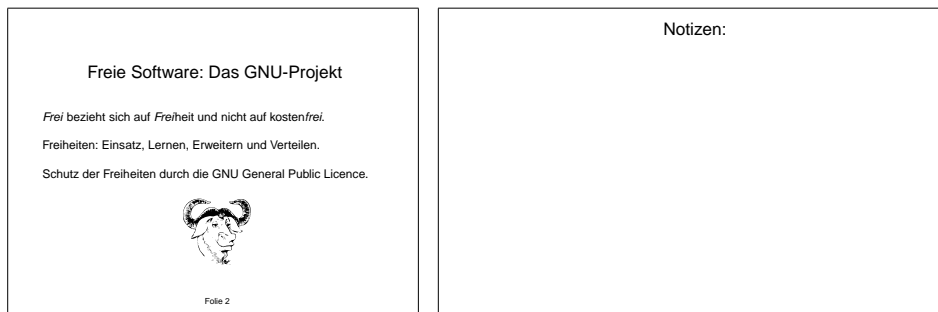 Freie Software: Das GNU-Projekt
Frei bezieht sich auf Freiheit und nicht auf kostenfrei.
Freiheiten: Einsatz, Lernen, Erweitern und Verteilen.
Schutz der Freiheiten durch die GNU General Public Licence.
Folie 2
Notizen: